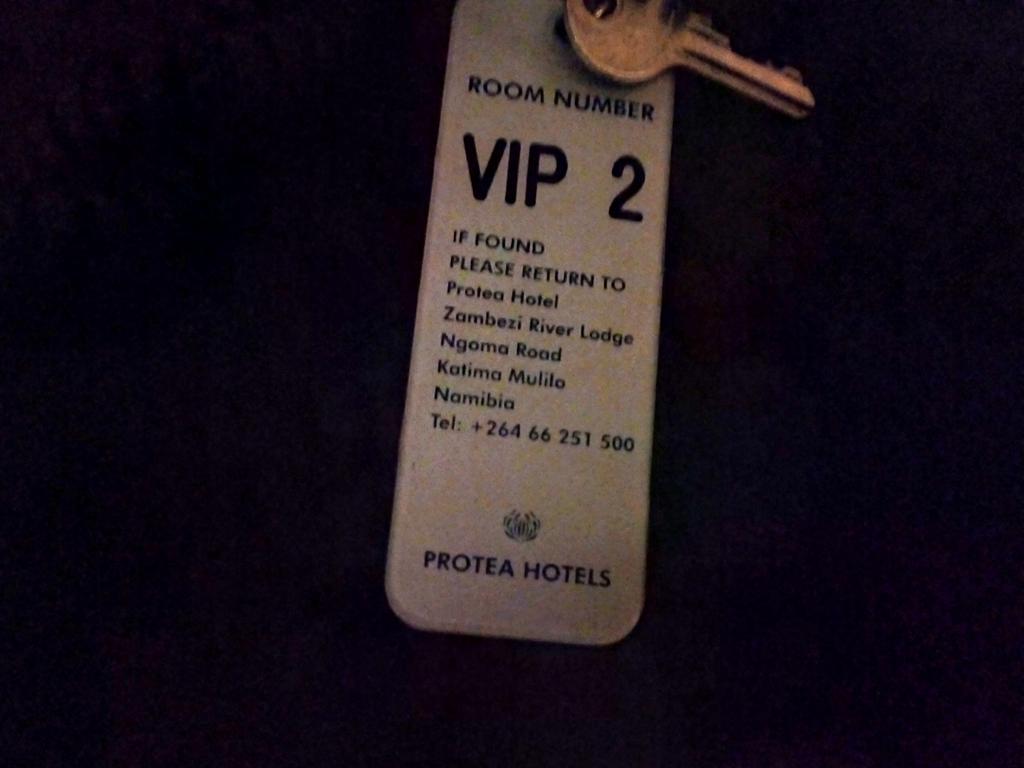 ROOM NUMBER
VIP 2
IF FOUND
PLEASE RETURN TO
Protea Hotel
Zambezi River Lodge
Ngoma Road
Katima Mulilo
Namibia
Tel: +264 66 251 500
PROTEA HOTELS